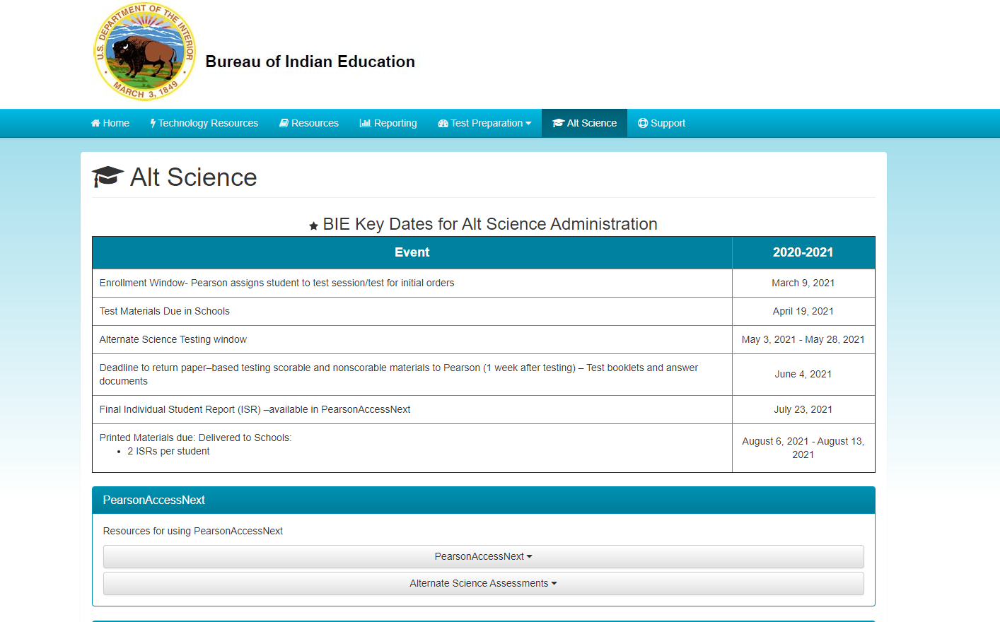 U.S. DEPARTMENT OF THE INTERIOR
MARCH 3, 1849
Bureau of Indian Education
Home Technology Resources Resources Reporting Test Preparation Alt Science Support
Alt Science
BIE Key Dates for Alt Science Administration
Event 2020-2021
Enrollment Window- Pearson assigns student to test session/test for initial orders March 9, 2021
Test Materials Due in Schools April 19, 2021
Alternate Science Testing window May 3, 2021 - May 28, 2021
Deadline to return paper–based testing scorable and nonscorable materials to Pearson (1 week after testing) – Test booklets and answer
documents
June 4, 2021
Final Individual Student Report (ISR) –available in PearsonAccessNext July 23, 2021
Printed Materials due: Delivered to Schools:
• 2 ISRs per student
August 6, 2021 - August 13,
2021
PearsonAccessNext
Resources for using PearsonAccessNext
PearsonAccessNext
Alternate Science Assessments